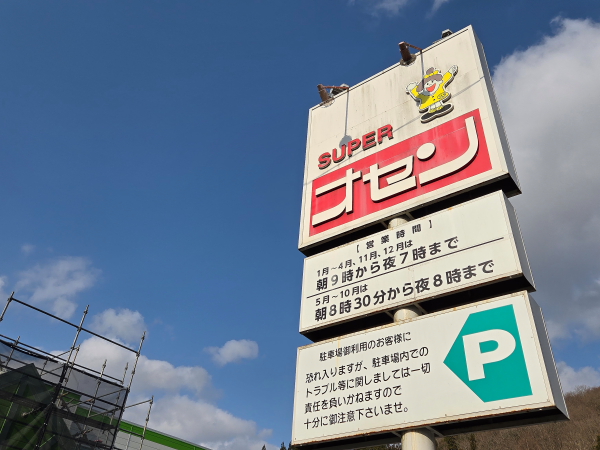 SUPER
オセン
【営業時間】
1月～4月、11月、12月は
朝9時から夜7時まで
5月～10月は
朝8時30分から夜8時まで
駐車場御利用のお客様に
恐れ入りますが、駐車場内での
トラブル等に関しましては一切
責任を負いかねますので
十分に御注意下さいませ。
P